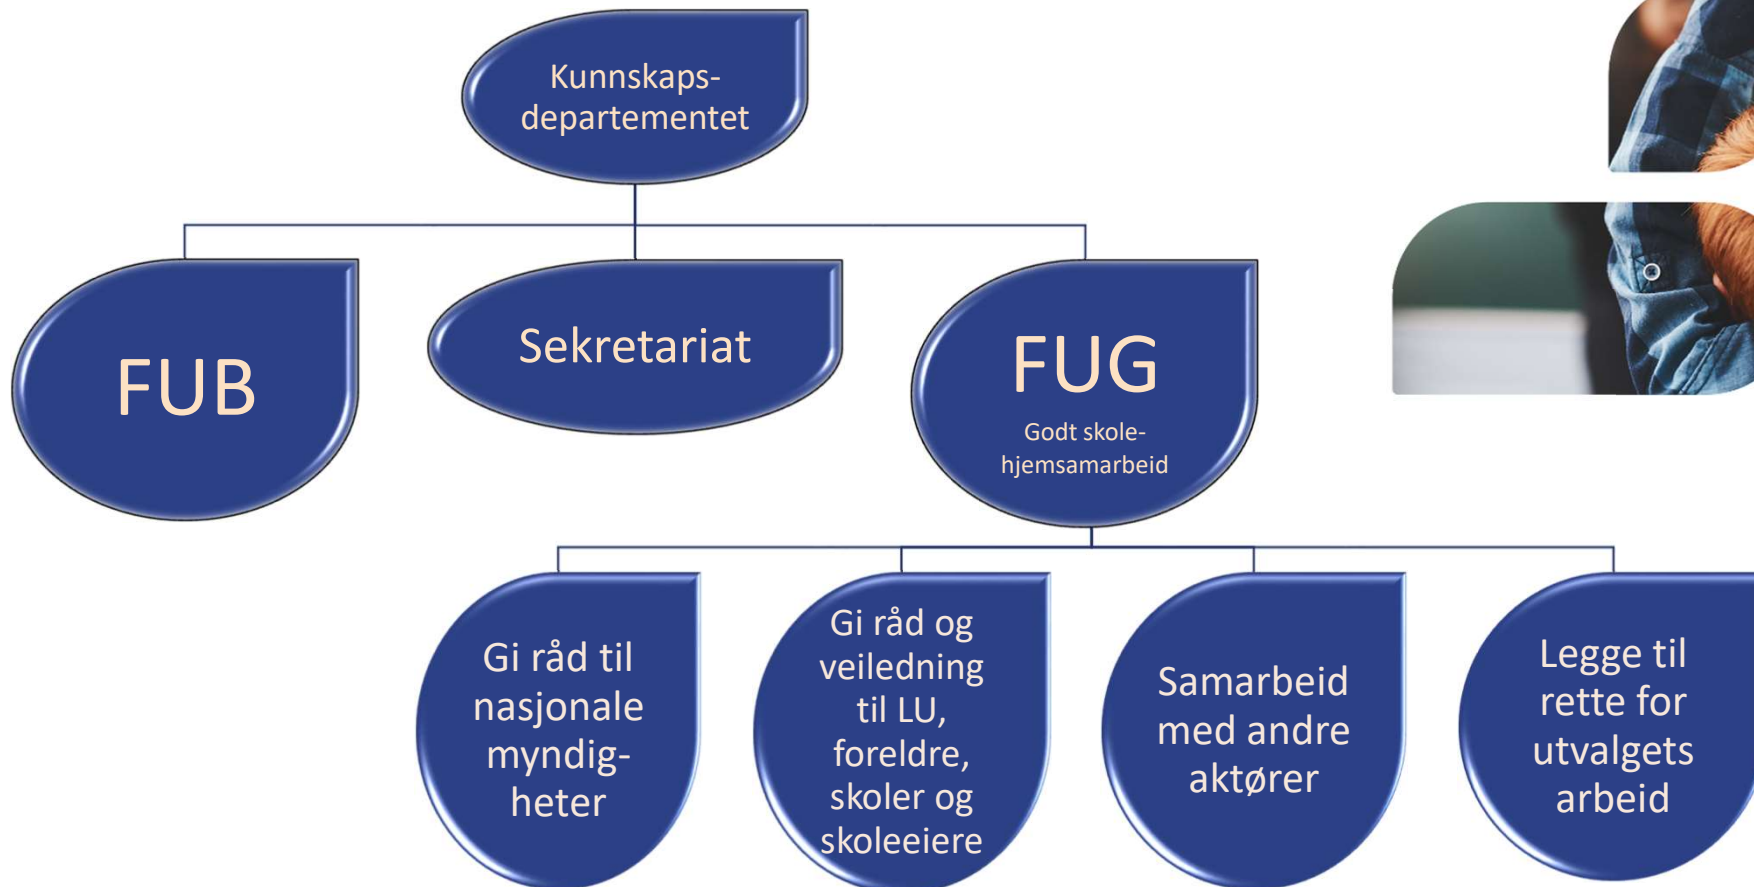 Kunnskaps-
departementet
FUB
Sekretariat
FUG
Godt skole-
hjemsamarbeid
Gi råd til
nasjonale
myndig-
heter
Gi råd og
veiledning
til LU,
foreldre,
skoler og
skoleeiere
Samarbeid
med andre
aktører
Legge til
rette for
utvalgets
arbeid